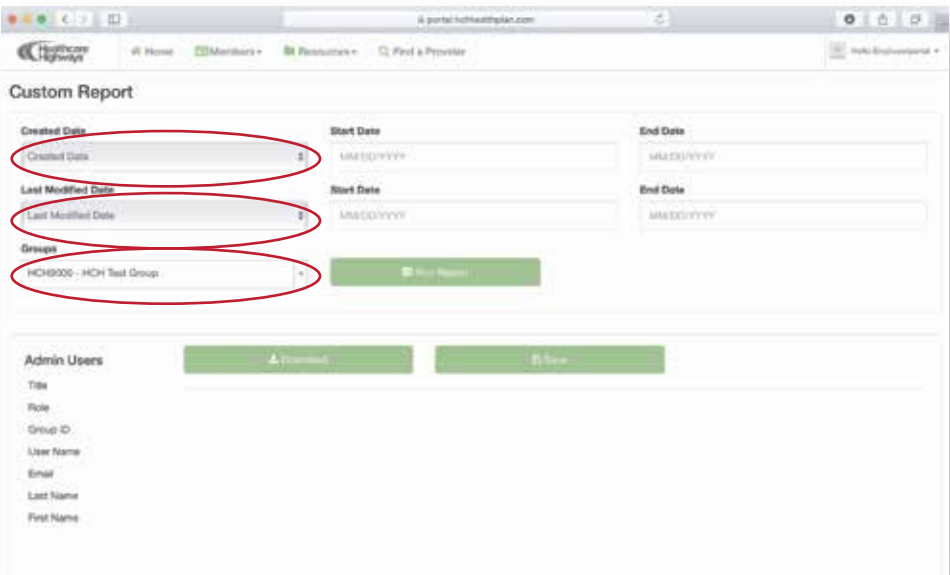 portal.hchhealthplan.com
Healthcare Highways
Home Members Resources Find a Provider
Custom Report
Created Date Start Date End Date
Created Date MM/DD/YYYY MM/DD/YYYY
Last Modified Date Start Date End Date
Last Modified Date MM/DD/YYYY MM/DD/YYYY
Groups
HCH9000 - HCH Test Group Run Report
Admin Users Download Save
Title
Role
Group ID
User Name
Email
Last Name
First Name